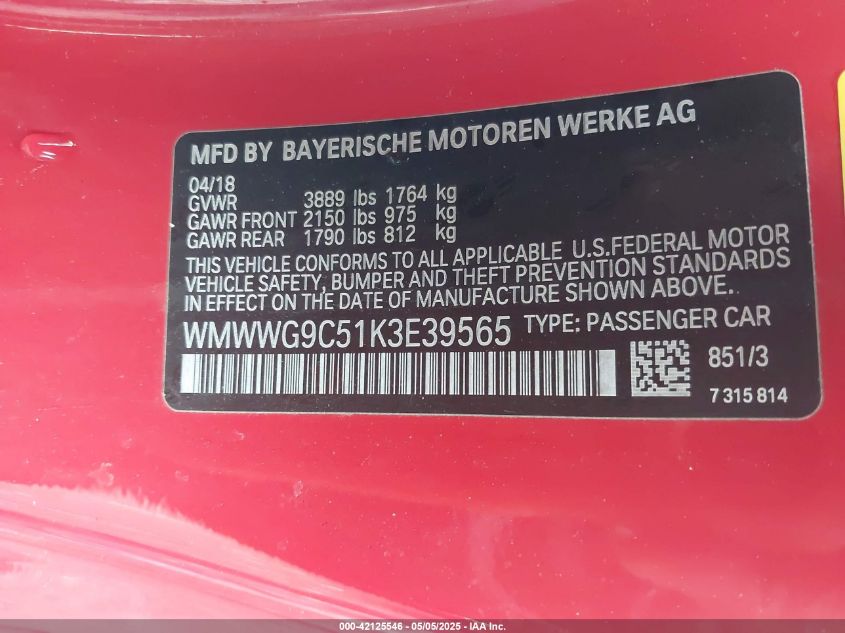 MFD BY BAYERISCHE MOTOREN WERKE AG
04/18
GVWR 3889 lbs 1764 kg
GAWR FRONT 2150 lbs 975 kg
GAWR REAR 1790 lbs 812 kg
THIS VEHICLE CONFORMS TO ALL APPLICABLE U.S.FEDERAL MOTOR
VEHICLE SAFETY, BUMPER AND THEFT PREVENTION STANDARDS
IN EFFECT ON THE DATE OF MANUFACTURE SHOWN ABOVE.
WMWWG9C51K3E39565 TYPE: PASSENGER CAR
851/3
7 315 814
000-42125546 - 05/05/2025 - IAAI, Inc.